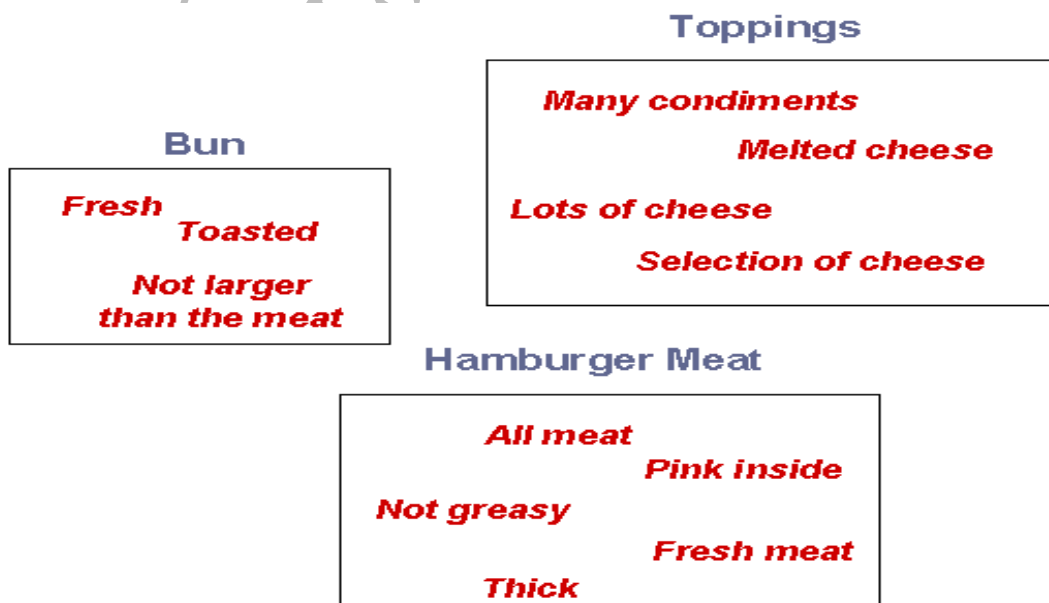 Toppings
Many condiments
Melted cheese
Lots of cheese
Selection of cheese
Bun
Fresh
Toasted
Not larger
than the meat
Hamburger Meat
All meat
Pink inside
Not greasy
Fresh meat
Thick